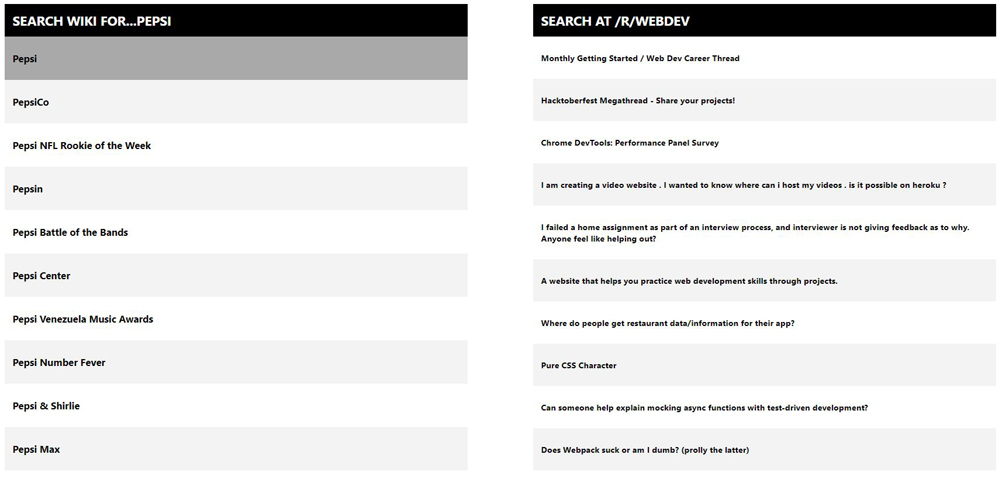 SEARCH WIKI FOR...PEPSI
Pepsi
PepsiCo
Pepsi NFL Rookie of the Week
Pepsin
Pepsi Battle of the Bands
Pepsi Center
Pepsi Venezuela Music Awards
Pepsi Number Fever
Pepsi & Shirlie
Pepsi Max
SEARCH AT /R/WEBDEV
Monthly Getting Started / Web Dev Career Thread
Hacktoberfest Megathread - Share your projects!
Chrome DevTools: Performance Panel Survey
I am creating a video website . I wanted to know where can i host my videos . is it possible on heroku ?
I failed a home assignment as part of an interview process, and interviewer is not giving feedback as to why.
Anyone feel like helping out?
A website that helps you practice web development skills through projects.
Where do people get restaurant data/information for their app?
Pure CSS Character
Can someone help explain mocking async functions with test-driven development?
Does Webpack suck or am I dumb? (prolly the latter)